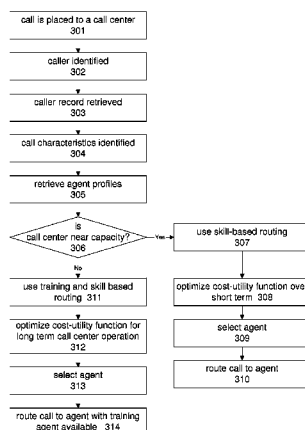 call is placed to a call center
301
caller identified
302
caller record retrieved
303
call characteristics identified
304
retrieve agent profiles
305
is
call center near capacity?
306
Yes
No
use skill-based routing
307
optimize cost-utility function over
short term 308
select agent
309
route call to agent
310
use training and skill based
routing 311
optimize cost-utility function for
long term call center operation
312
select agent
313
route call to agent with training
agent available 314